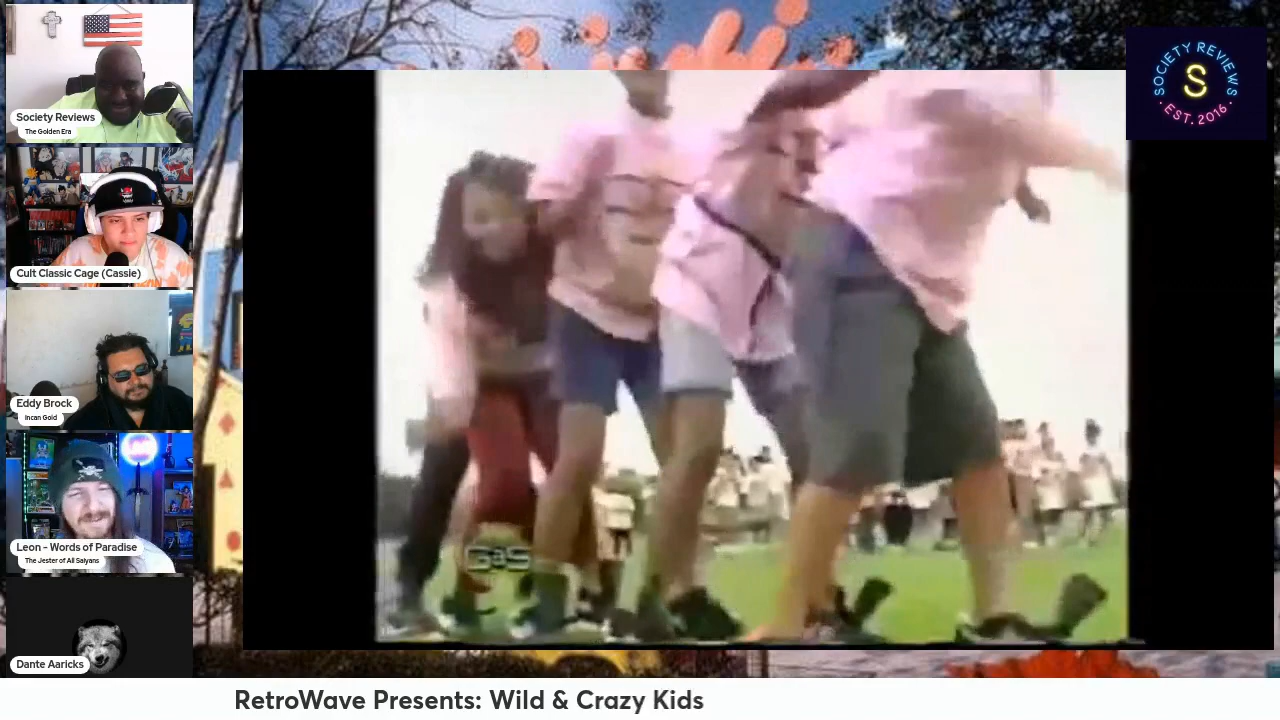 Society Reviews
The Golden Era
Cult Classic Cage (Cassie)
Eddy Brock
Incan Gold
Leon - Words of Paradise
The Jester of All Saiyans
Dante Aaricks
SOCIETY REVIEWS
S
· EST. 2016 ·
GAS
RetroWave Presents: Wild & Crazy Kids